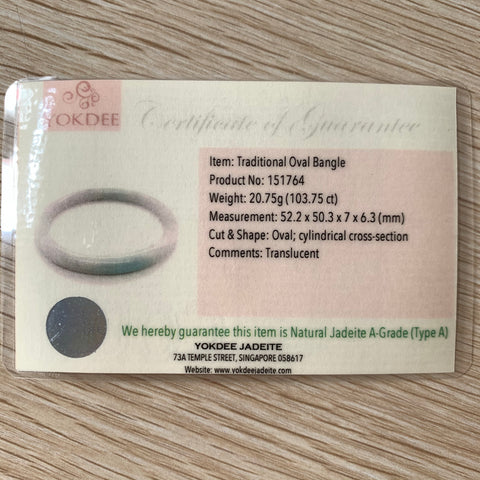 YOKDEE
Certificate of Guarantee
Item: Traditional Oval Bangle
Product No: 151764
Weight: 20.75g (103.75 ct)
Measurement: 52.2 x 50.3 x 7 x 6.3 (mm)
Cut & Shape: Oval; cylindrical cross-section
Comments: Translucent
We hereby guarantee this item is Natural Jadeite A-Grade (Type A)
YOKDEE JADEITE
73A TEMPLE STREET, SINGAPORE 058617
Website: www.yokdeejadeite.com